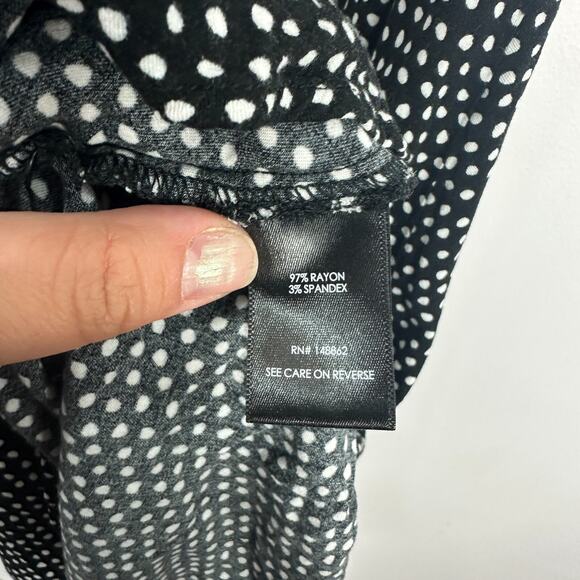 97% RAYON
3% SPANDEX
RN# 148862
SEE CARE ON REVERSE